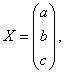 X = ( a
b
c ) ,